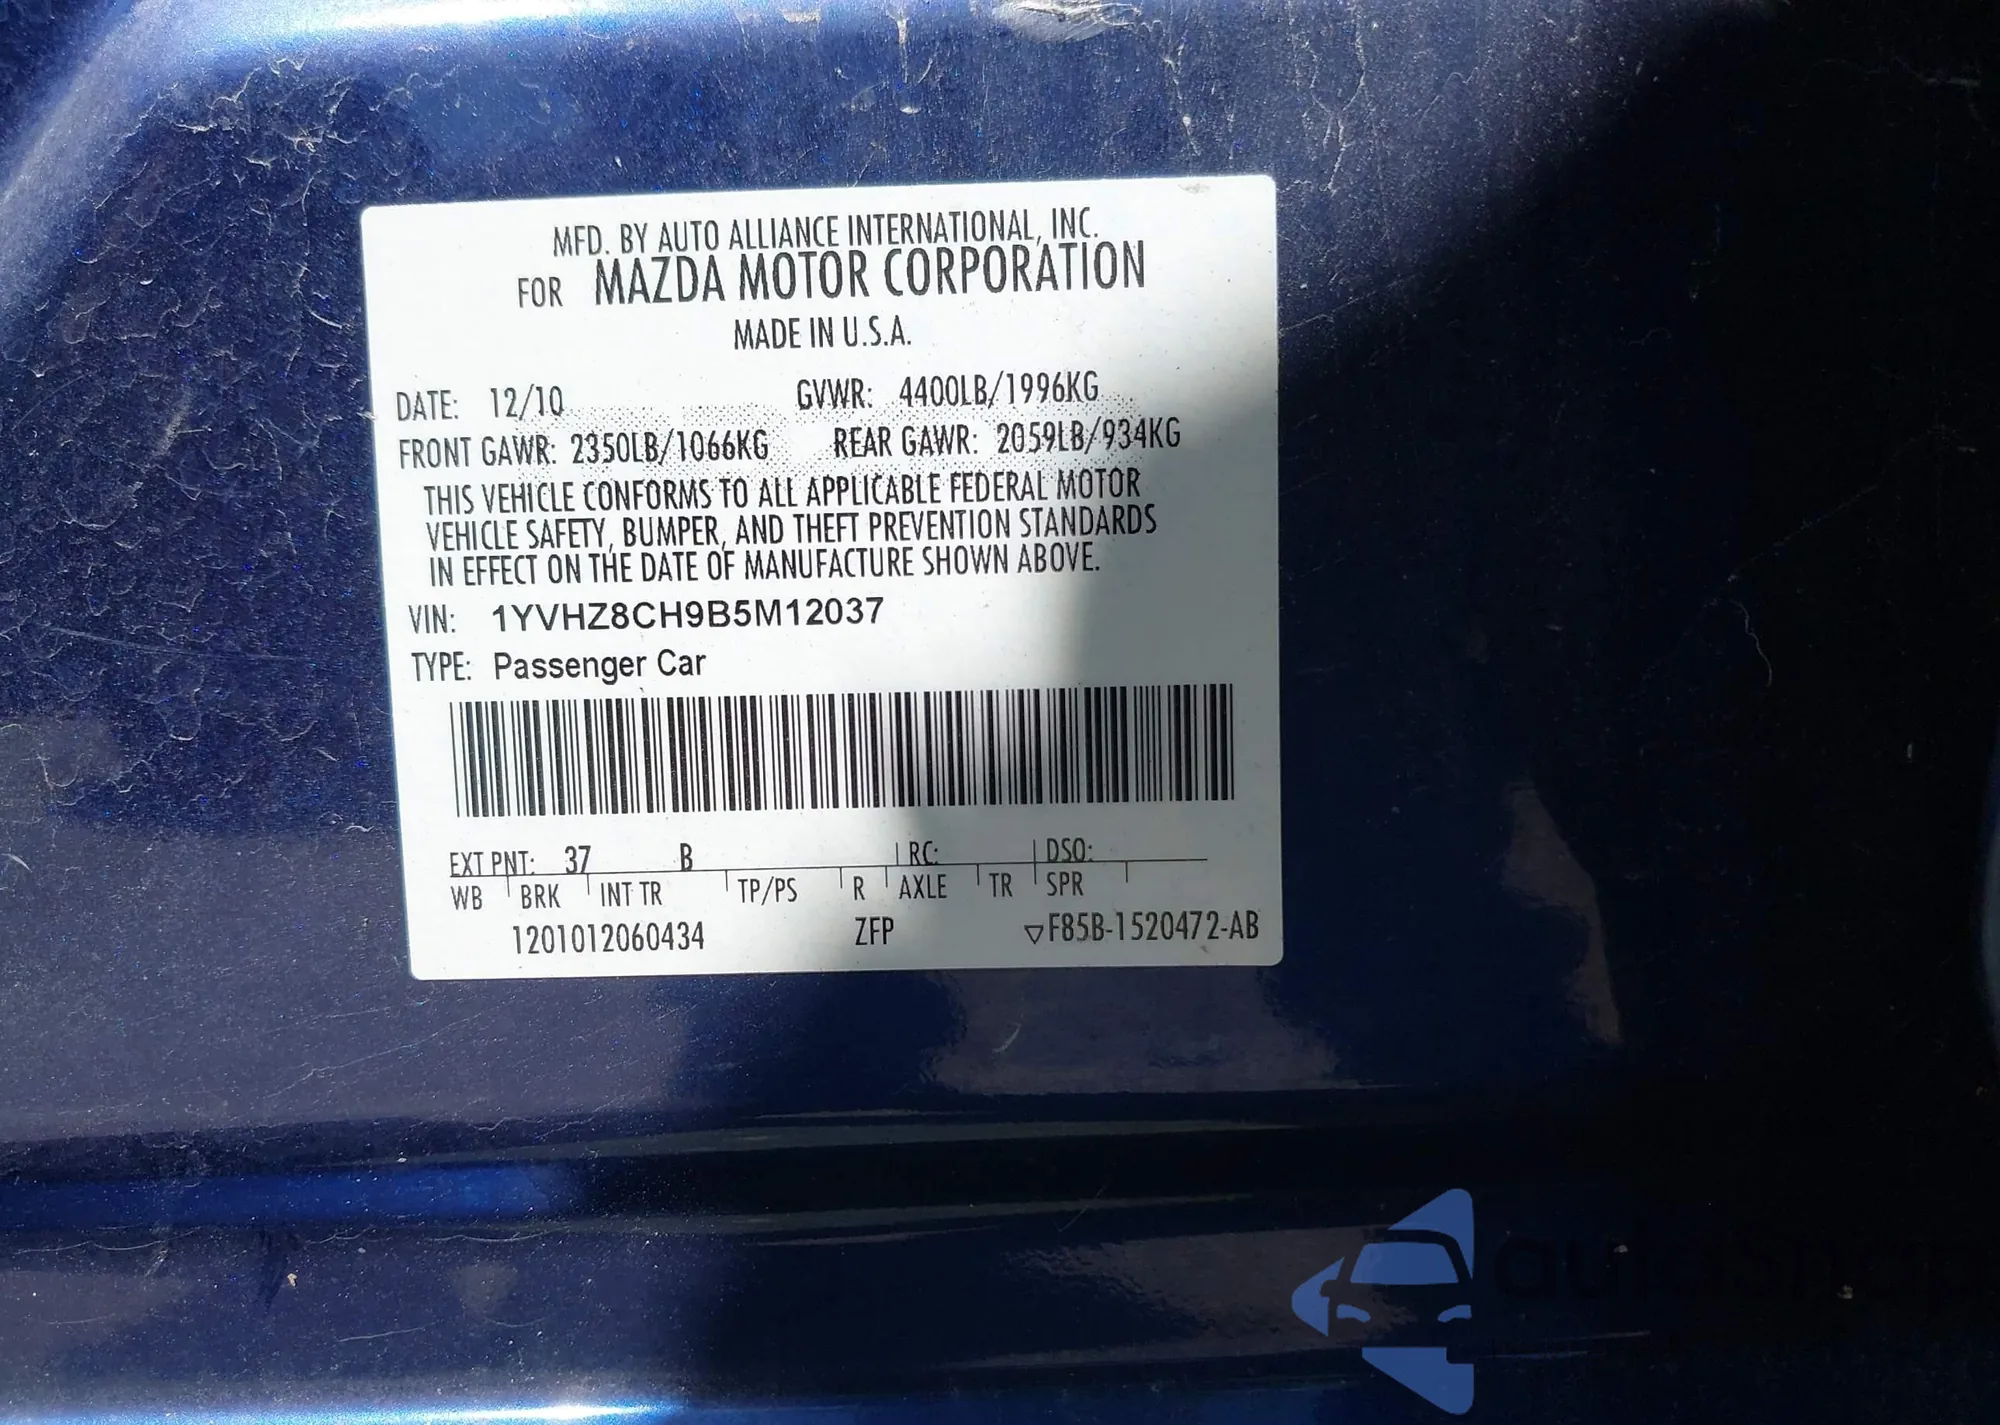 MFD. BY AUTO ALLIANCE INTERNATIONAL, INC.
FOR MAZDA MOTOR CORPORATION
MADE IN U.S.A.
DATE: 12/10 GVWR: 4400LB/1996KG
FRONT GAWR: 2350LB/1066KG REAR GAWR: 2059LB/934KG
THIS VEHICLE CONFORMS TO ALL APPLICABLE FEDERAL MOTOR
VEHICLE SAFETY, BUMPER, AND THEFT PREVENTION STANDARDS
IN EFFECT ON THE DATE OF MANUFACTURE SHOWN ABOVE.
VIN: 1YVHZ8CH9B5M12037
TYPE: Passenger Car
EXT PNT: 37 B RC: DSO:
WB BRK INT TR TP/PS R AXLE TR SPR
1201012060434 ZFP ▽F85B-1520472-AB